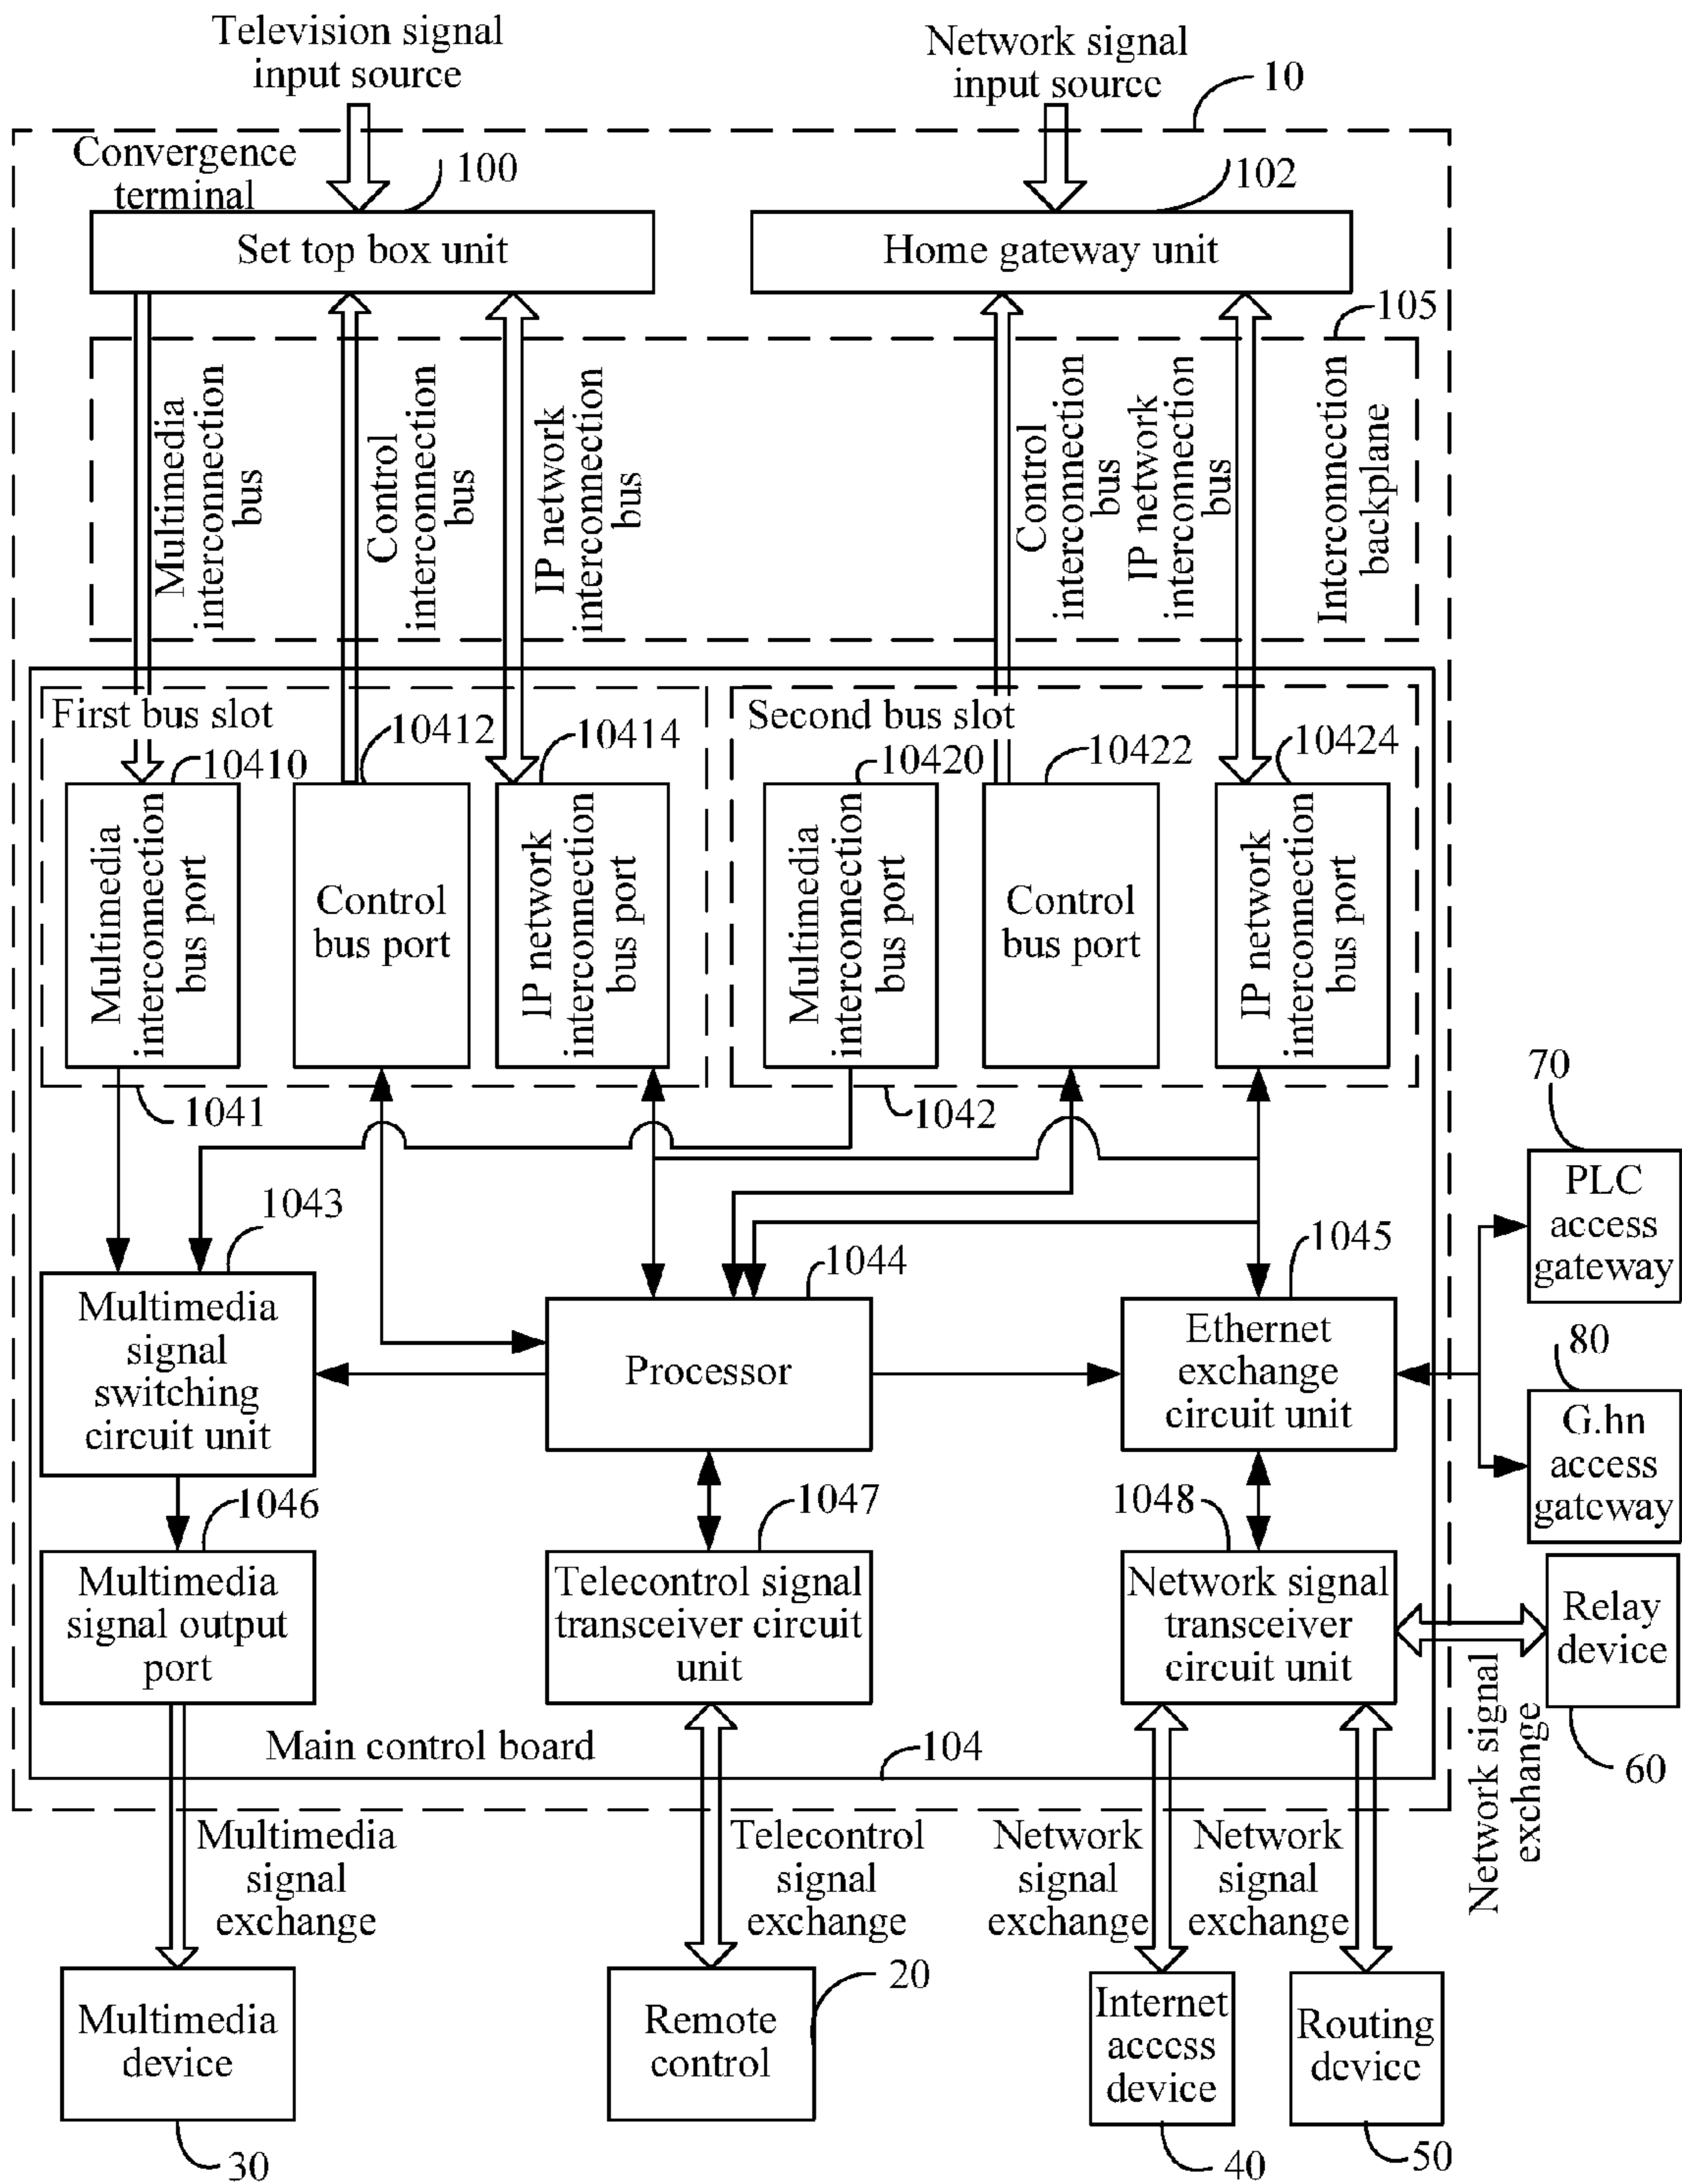 Television signal
input source
Network signal
input source
10
Convergence
terminal
100
102
Set top box unit
Home gateway unit
105
Multimedia
interconnection
bus
Control
interconnection
bus
IP network
interconnection
bus
Control
interconnection
bus
IP network
interconnection
bus
Interconnection
backplane
First bus slot
10410
10412
10414
Second bus slot
10420
10422
10424
Multimedia
interconnection
bus port
Control
bus port
IP network
interconnection
bus port
Multimedia
interconnection
bus port
Control
bus port
IP network
interconnection
bus port
1041
1042
70
PLC
access
gateway
1043
1044
1045
Multimedia
signal
switching
circuit unit
Processor
Ethernet
exchange
circuit unit
80
G.hn
access
gateway
1046
1047
1048
Multimedia
signal output
port
Telecontrol signal
transceiver circuit
unit
Network signal
transceiver
circuit unit
Relay
device
60
Network signal
exchange
Main control board
104
Multimedia
signal
exchange
Telecontrol
signal
exchange
Network
signal
exchange
Network
signal
exchange
Multimedia
device
30
Remote
control
20
Internet
access
device
40
Routing
device
50